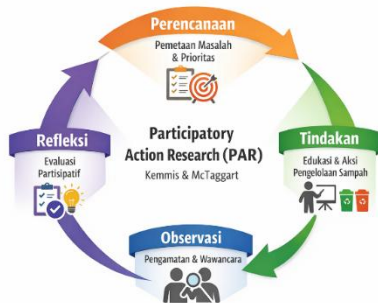 Perencanaan
Pemetaan Masalah
& Prioritas
Refleksi
Evaluasi
Partisipatif
Participatory
Action Research (PAR)
Kemmis & McTaggart
Tindakan
Edukasi & Aksi
Pengelolaan Sampah
Observasi
Pengamatan & Wawancara